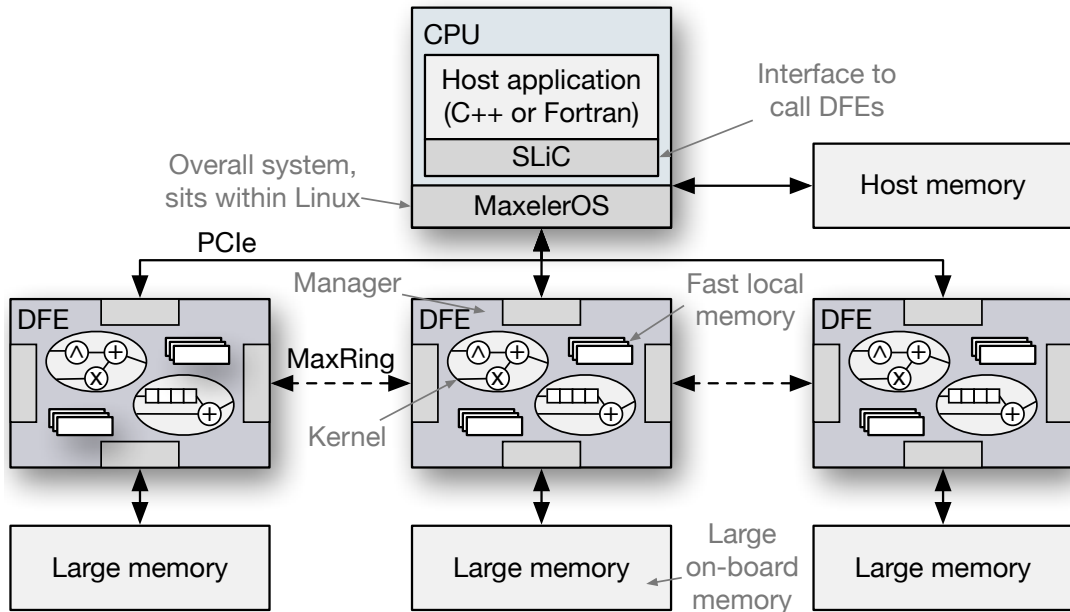 CPU
Host application
(C++ or Fortran)
SLiC
Interface to
call DFEs
Overall system,
sits within Linux
MaxelerOS
Host memory
PCIe
Manager
Fast local
memory
DFE
DFE
DFE
MaxRing
Kernel
Large memory
Large memory
Large
on-board
memory
Large memory